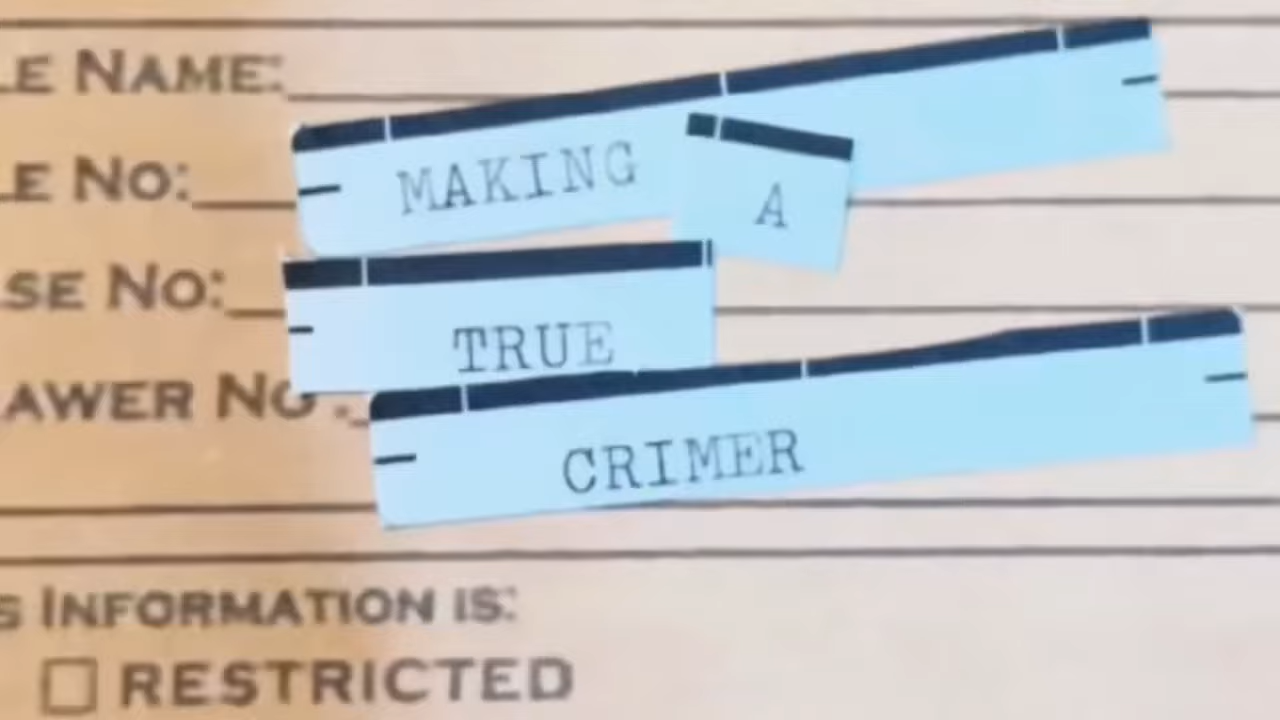 LE NAME:
LE NO:
MAKING
A
SE NO:
TRUE
AWER NO.
CRIMER
S INFORMATION IS:
RESTRICTED